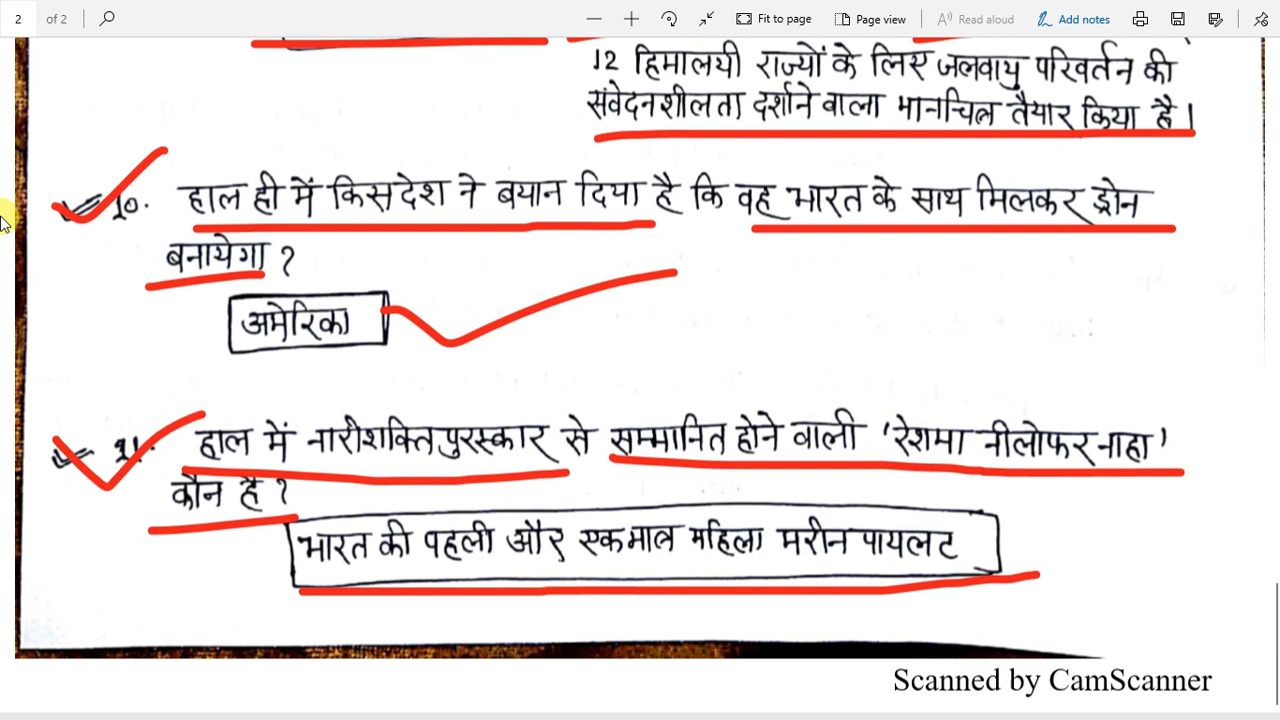 2 of 2 Fit to page Page view Read aloud Add notes
12 हिमालयी राज्यों के लिए जलवायु परिवर्तन की
संवेदनशीलता दर्शाने वाला मानचित्र तैयार किया है।
10. हाल ही में किस देश ने बयान दिया है कि वह भारत के साथ मिलकर ड्रोन
बनायेगा ?
अमेरिका
11. हाल में नारीशक्ति पुरस्कार से सम्मानित होने वाली 'रेशमा नीलोफर नाहा'
कौन है ?
भारत की पहली और एकमात्र महिला मरीन पायलट
Scanned by CamScanner